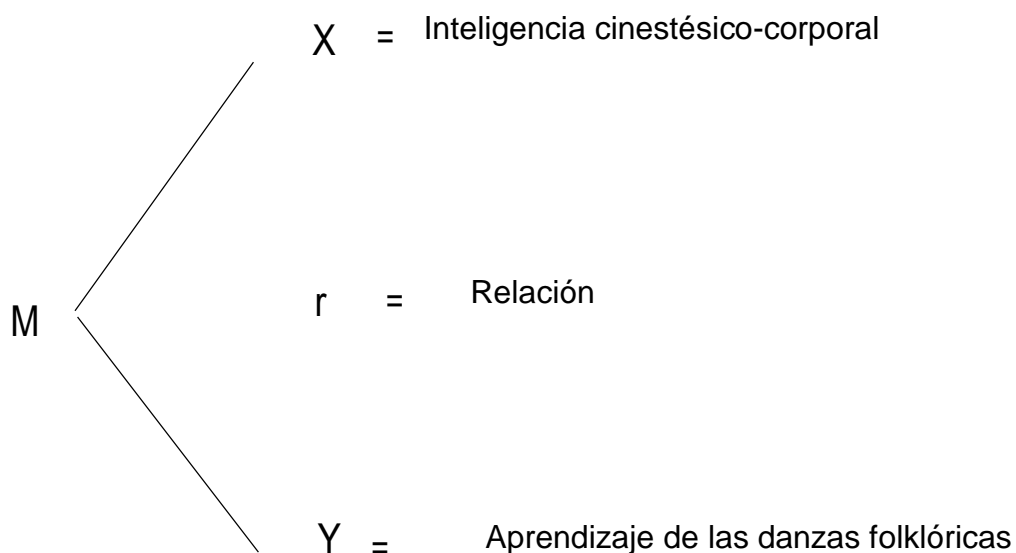 X = Inteligencia cinestésico-corporal
M
r = Relación
Y = Aprendizaje de las danzas folklóricas